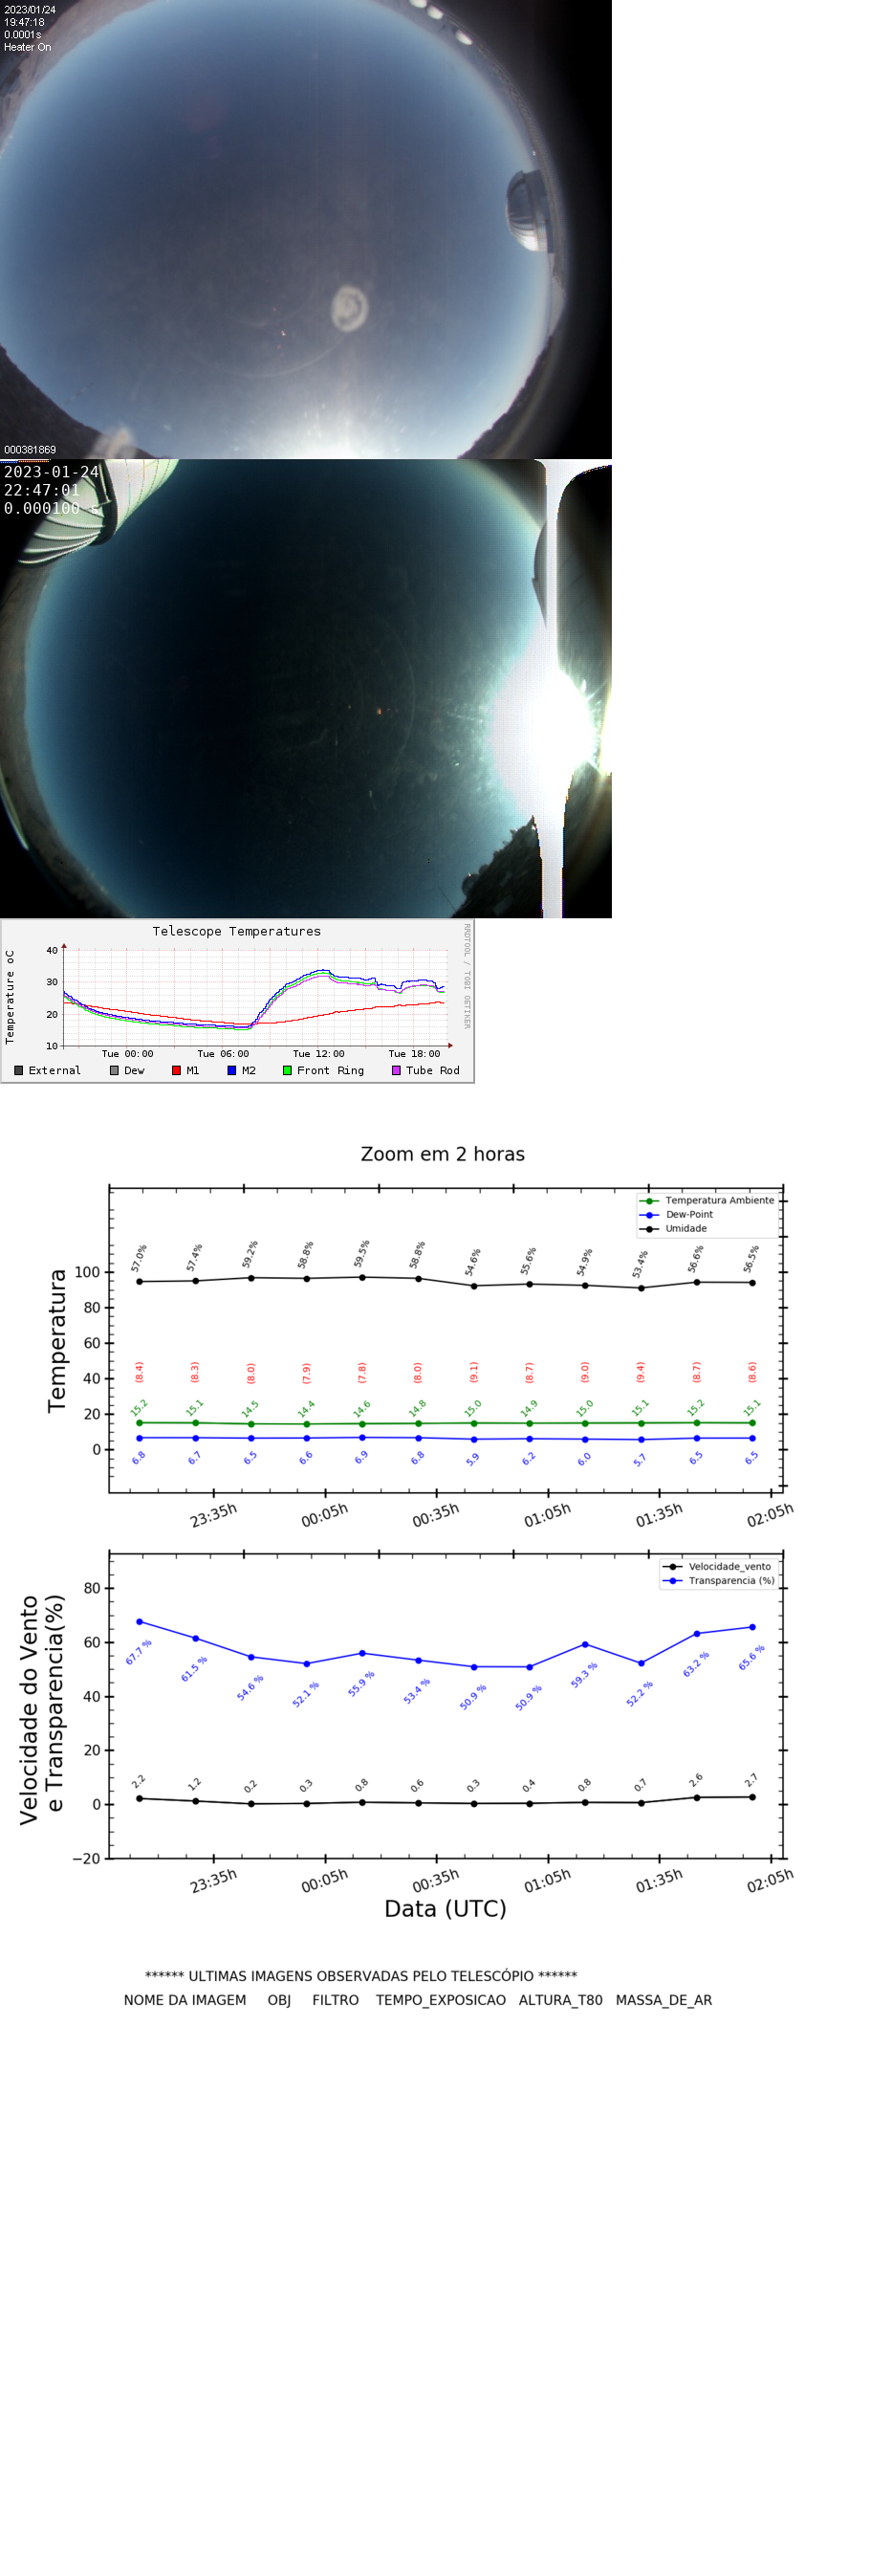 2023/01/24
19:47:18
0.0001s
Heater On
000381869
2023-01-24
22:47:01
0.000100 s
Telescope Temperatures
RRDTOOL / TOBI OETIKER
Temperature oC
40
30
20
10
Tue 00:00 Tue 06:00 Tue 12:00 Tue 18:00
External Dew M1 M2 Front Ring Tube Rod
Zoom em 2 horas
Temperatura Ambiente
Dew-Point
Umidade
Temperatura
57.0% 57.4% 59.2% 58.8% 59.5% 58.8% 54.6% 55.6% 54.9% 53.4% 56.6% 56.5%
100
80
60
40
20
0
(8.4) (8.3) (8.0) (7.9) (7.8) (8.0) (9.1) (8.7) (9.0) (9.4) (8.7) (8.6)
15.2 15.1 14.5 14.4 14.6 14.8 15.0 14.9 15.0 15.1 15.2 15.1
6.8 6.7 6.5 6.6 6.9 6.8 5.9 6.2 6.0 5.7 6.5 6.5
23:35h 00:05h 00:35h 01:05h 01:35h 02:05h
Velocidade_vento
Transparencia (%)
Velocidade do Vento
e Transparencia(%)
80
60
40
20
0
−20
67.7 % 61.5 % 54.6 % 52.1 % 55.9 % 53.4 % 50.9 % 50.9 % 59.3 % 52.2 % 63.2 % 65.6 %
2.2 1.2 0.2 0.3 0.8 0.6 0.3 0.4 0.8 0.7 2.6 2.7
23:35h 00:05h 00:35h 01:05h 01:35h 02:05h
Data (UTC)
****** ULTIMAS IMAGENS OBSERVADAS PELO TELESCÓPIO ******
NOME DA IMAGEM OBJ FILTRO TEMPO_EXPOSICAO ALTURA_T80 MASSA_DE_AR